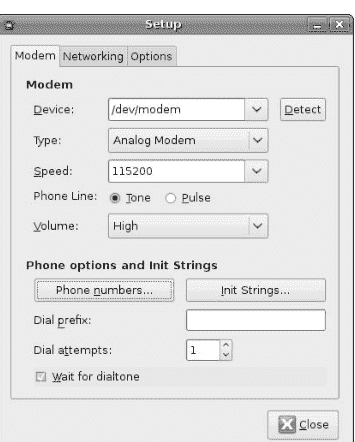 Setup
Modem Networking Options
Modem
Device: /dev/modem Detect
Type: Analog Modem
Speed: 115200
Phone Line: Tone Pulse
Volume: High
Phone options and Init Strings
Phone numbers... Init Strings...
Dial prefix:
Dial attempts: 1
Wait for dialtone
Close